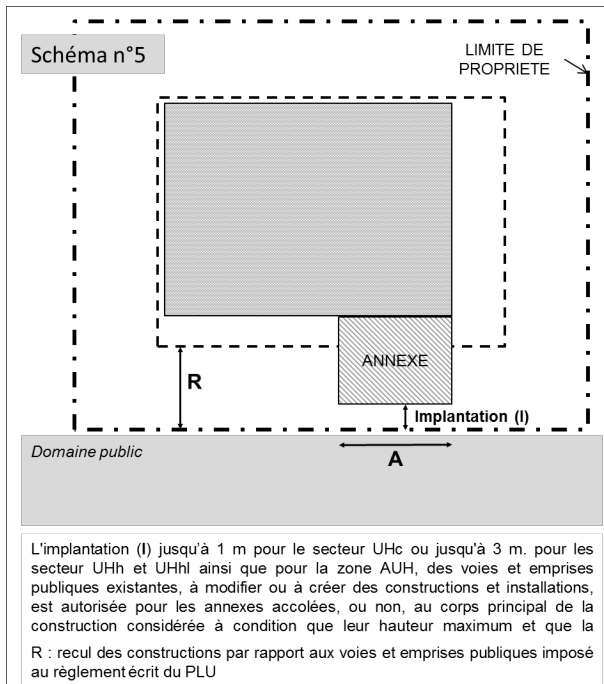 Schéma n°5
LIMITE DE
PROPRIETE
ANNEXE
R
Implantation (I)
A
Domaine public
L'implantation (I) jusqu'à 1 m pour le secteur UHc ou jusqu'à 3 m. pour les
secteur UHh et UHhl ainsi que pour la zone AUH, des voies et emprises
publiques existantes, à modifier ou à créer des constructions et installations,
est autorisée pour les annexes accolées, ou non, au corps principal de la
construction considérée à condition que leur hauteur maximum et que la
R : recul des constructions par rapport aux voies et emprises publiques imposé
au règlement écrit du PLU